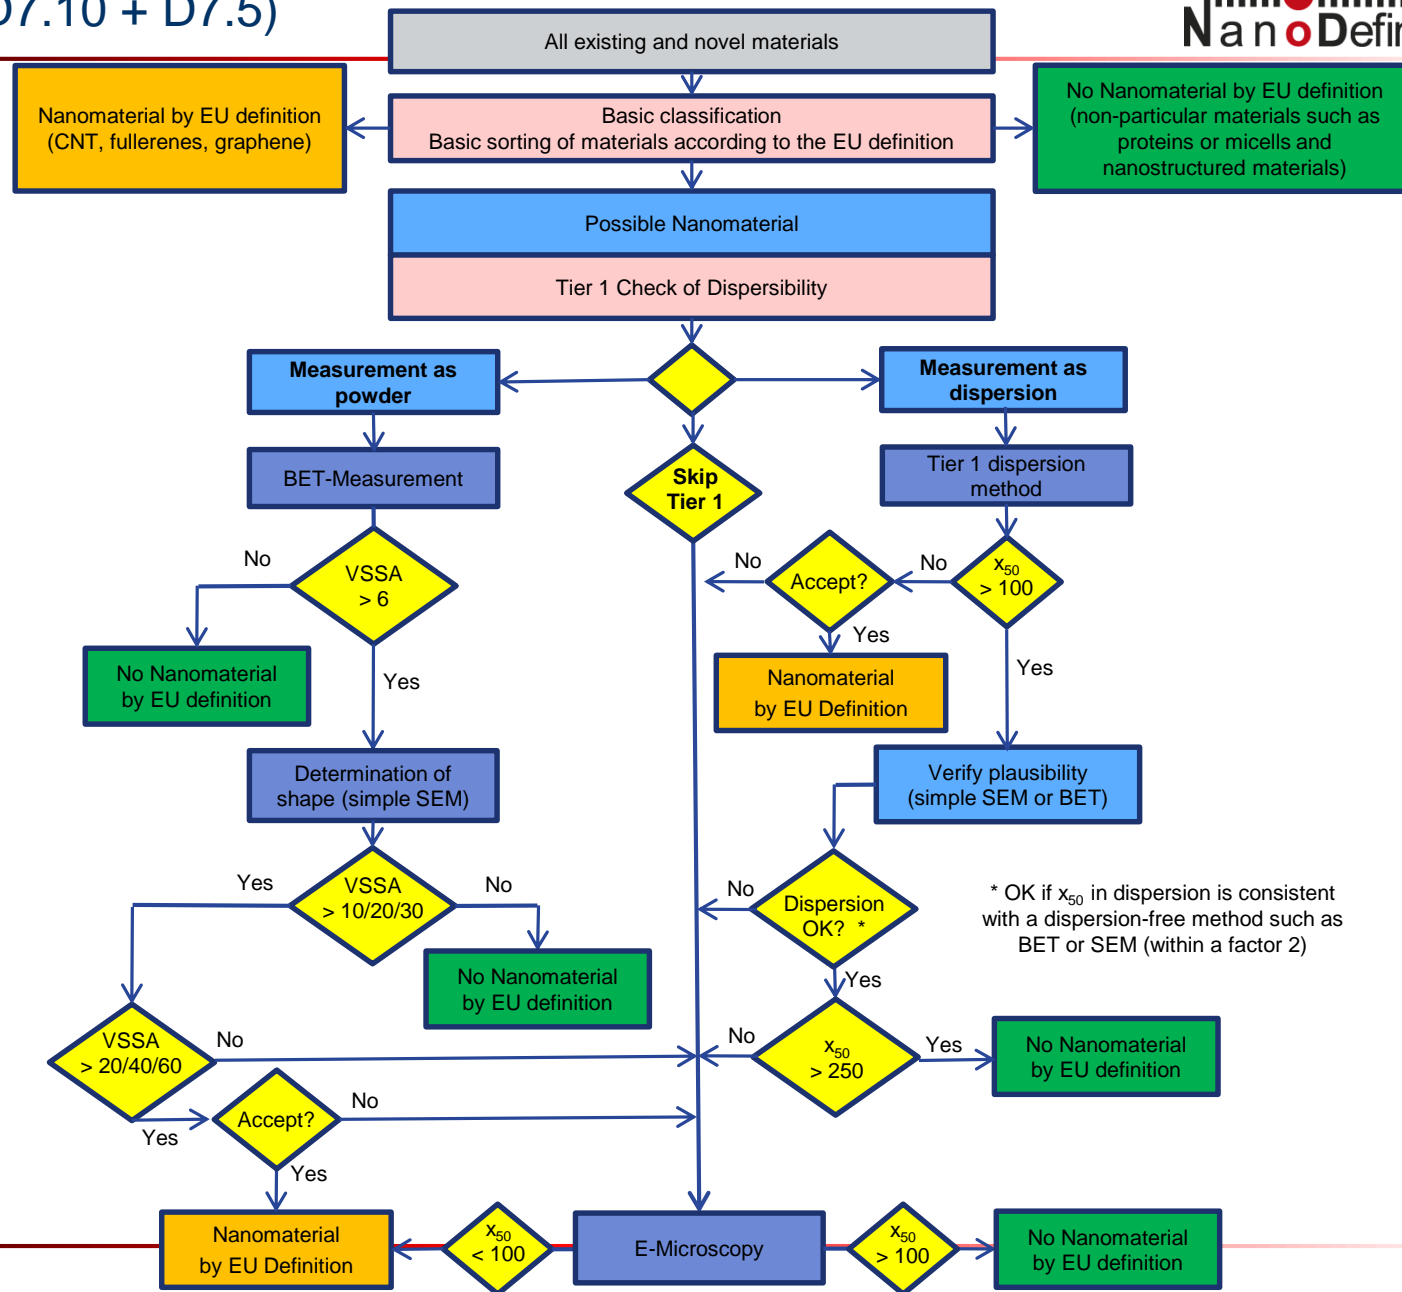 D7.10 + D7.5)
NanoDefin
All existing and novel materials
Nanomaterial by EU definition
(CNT, fullerenes, graphene)
Basic classification
Basic sorting of materials according to the EU definition
No Nanomaterial by EU definition
(non-particular materials such as
proteins or micells and
nanostructured materials)
Possible Nanomaterial
Tier 1 Check of Dispersibility
Measurement as
powder
Measurement as
dispersion
BET-Measurement
Skip
Tier 1
Tier 1 dispersion
method
No
VSSA
> 6
No
Accept?
No
x50
> 100
Yes
Yes
No Nanomaterial
by EU definition
Yes
Nanomaterial
by EU Definition
Determination of
shape (simple SEM)
Verify plausibility
(simple SEM or BET)
Yes
VSSA
> 10/20/30
No
No
Dispersion
OK? *
* OK if x50 in dispersion is consistent
with a dispersion-free method such as
BET or SEM (within a factor 2)
No Nanomaterial
by EU definition
Yes
VSSA
> 20/40/60
No
No
x50
> 250
Yes
No Nanomaterial
by EU definition
Yes
Accept?
No
Yes
Nanomaterial
by EU Definition
x50
< 100
E-Microscopy
x50
> 100
No Nanomaterial
by EU definition